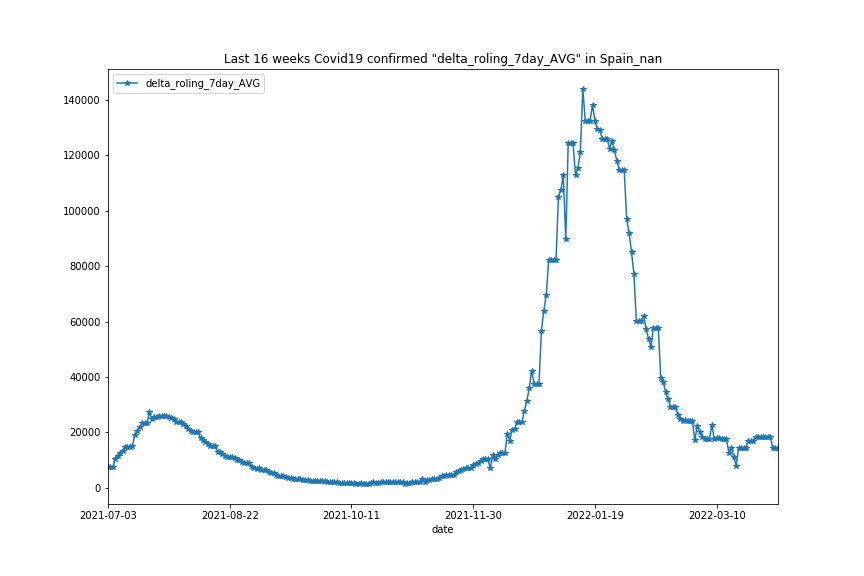 Last 16 weeks Covid19 confirmed "delta_roling_7day_AVG" in Spain_nan
delta_roling_7day_AVG
140000
120000
100000
80000
60000
40000
20000
0
2021-07-03 2021-08-22 2021-10-11 2021-11-30 2022-01-19 2022-03-10
date